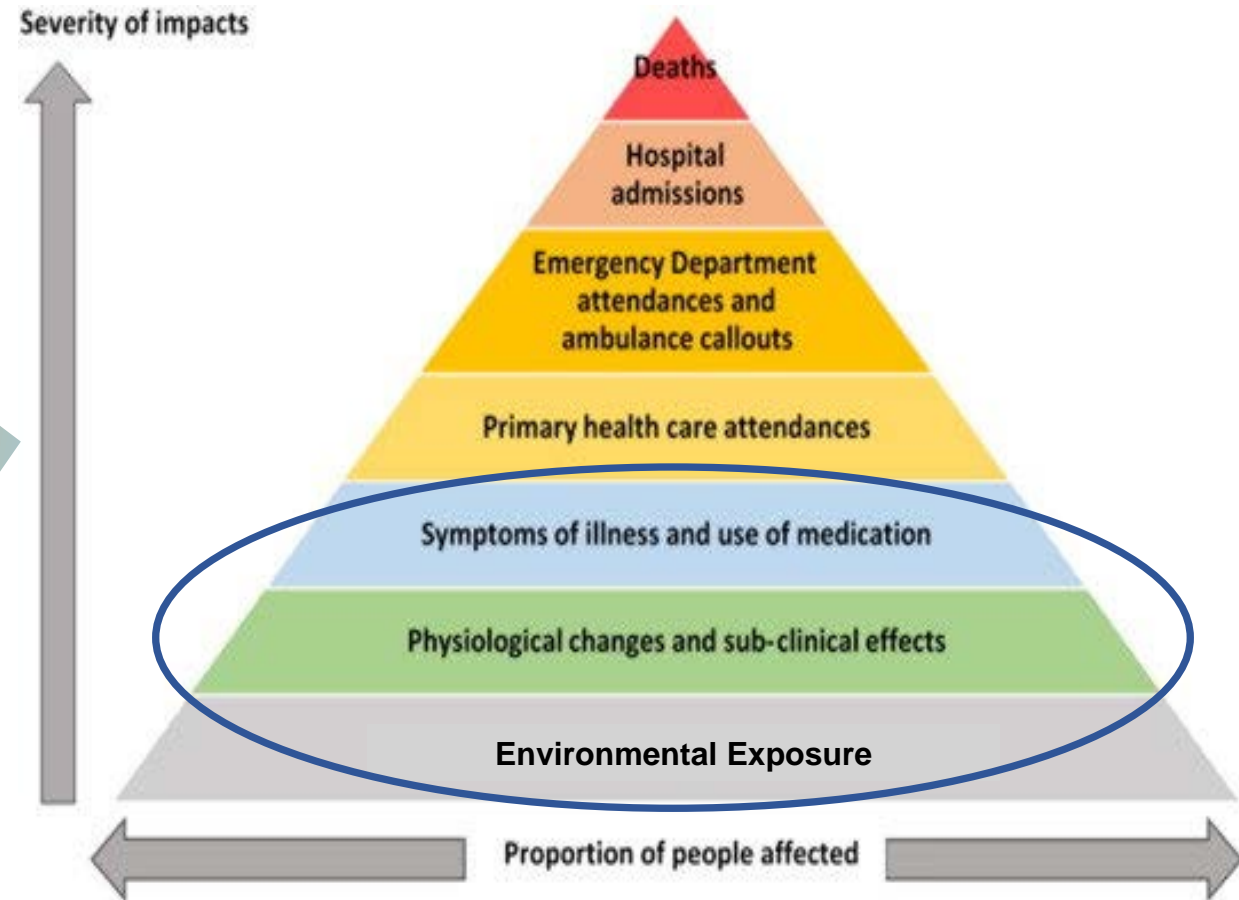 Severity of impacts
Deaths
Hospital
admissions
Emergency Department
attendances and
ambulance callouts
Primary health care attendances
Symptoms of illness and use of medication
Physiological changes and sub-clinical effects
Environmental Exposure
Proportion of people affected